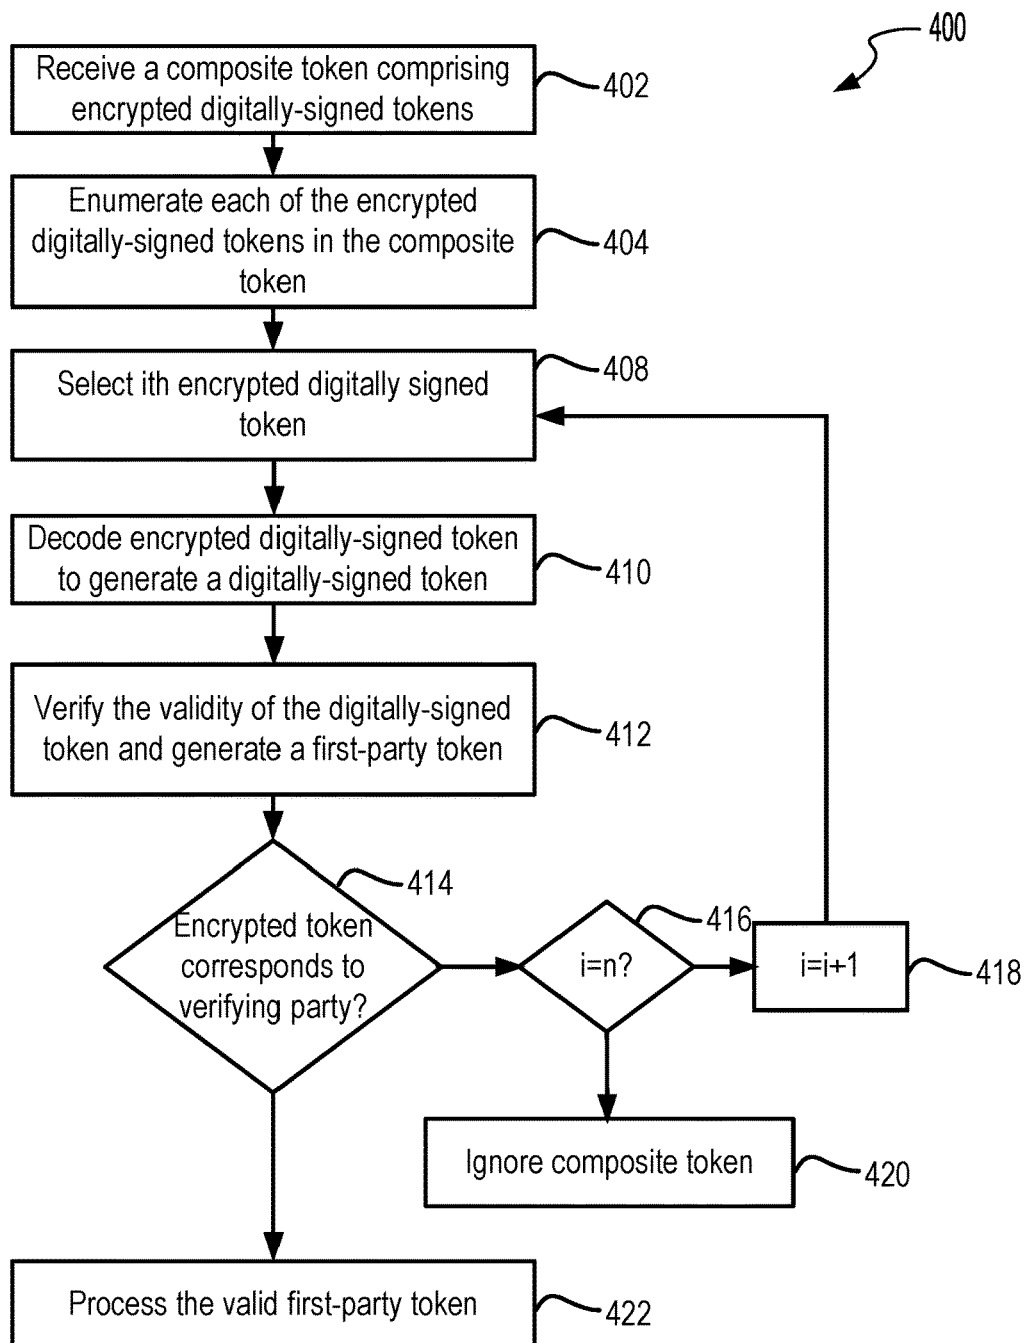 400
Receive a composite token comprising
encrypted digitally-signed tokens
402
Enumerate each of the encrypted
digitally-signed tokens in the composite
token
404
Select ith encrypted digitally signed
token
408
Decode encrypted digitally-signed token
to generate a digitally-signed token
410
Verify the validity of the digitally-signed
token and generate a first-party token
412
Encrypted token
corresponds to
verifying party?
414
i=n?
416
i=i+1
418
Ignore composite token
420
Process the valid first-party token
422